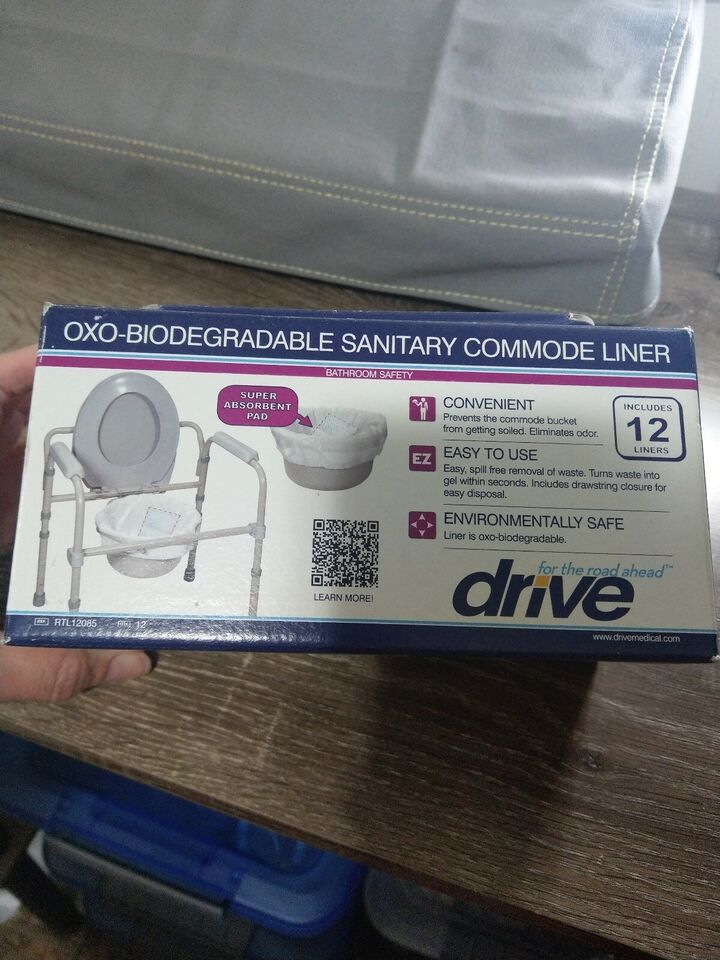 OXO-BIODEGRADABLE SANITARY COMMODE LINER
BATHROOM SAFETY
SUPER
ABSORBENT
PAD
CONVENIENT
Prevents the commode bucket
from getting soiled. Eliminates odor.
INCLUDES
12
LINERS
EZ
EASY TO USE
Easy, spill free removal of waste. Turns waste into
gel within seconds. Includes drawstring closure for
easy disposal.
ENVIRONMENTALLY SAFE
Liner is oxo-biodegradable.
LEARN MORE!
for the road ahead™
drive
REF RTL12085 12
www.drivemedical.com